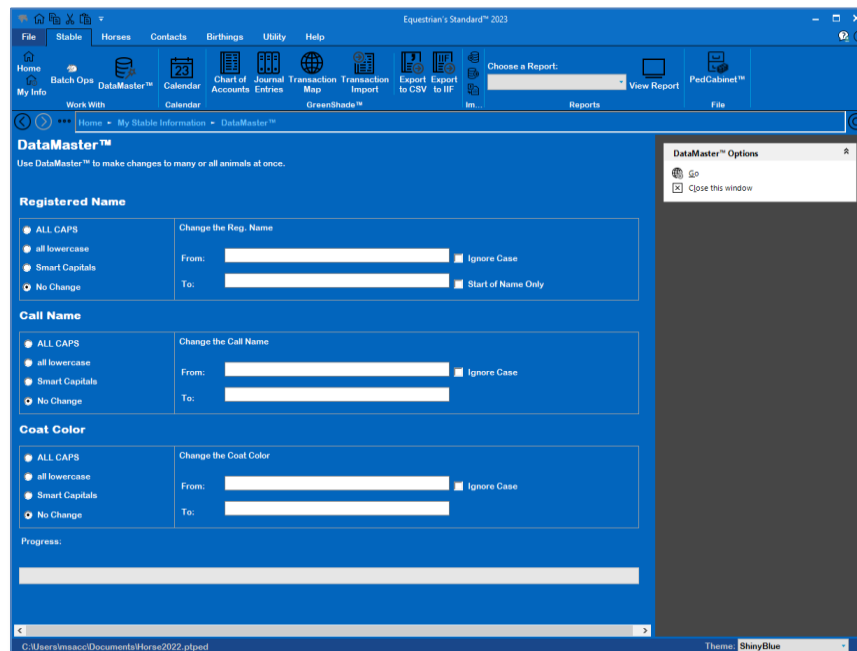 Equestrian's Standard™ 2023
File Stable Horses Contacts Birthings Utility Help
Home
My Info
Batch Ops
DataMaster™
Work With
23
Calendar
Calendar
Chart of Accounts
Journal Entries
Transaction Map
Transaction Import
Export to CSV
IIF
Export to IIF
GreenShade™
Im...
Choose a Report:
View Report
Reports
PedCabinet™
File
Home - My Stable Information - DataMaster™
DataMaster™
Use DataMaster™ to make changes to many or all animals at once.
Registered Name
ALL CAPS
all lowercase
Smart Capitals
No Change
Change the Reg. Name
From:
Ignore Case
To:
Start of Name Only
Call Name
ALL CAPS
all lowercase
Smart Capitals
No Change
Change the Call Name
From:
Ignore Case
To:
Coat Color
ALL CAPS
all lowercase
Smart Capitals
No Change
Change the Coat Color
From:
Ignore Case
To:
Progress:
DataMaster™ Options
Go
Close this window
C:\Users\msacc\Documents\Horse2022.ptped
Theme: ShinyBlue